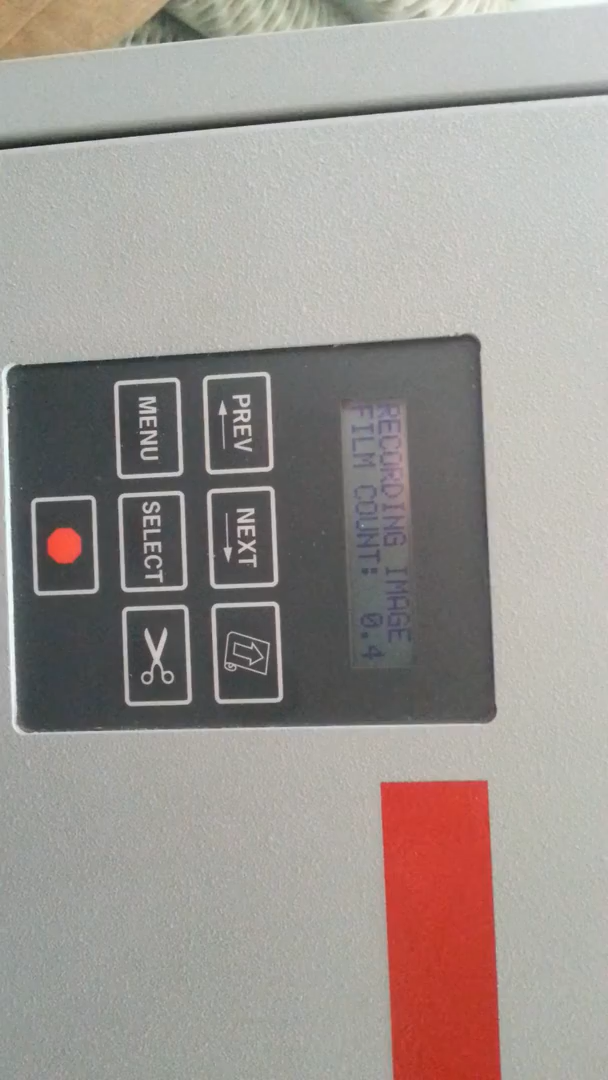 RECORDING IMAGE
FILM COUNT: 0.4
PREV
NEXT
MENU
SELECT